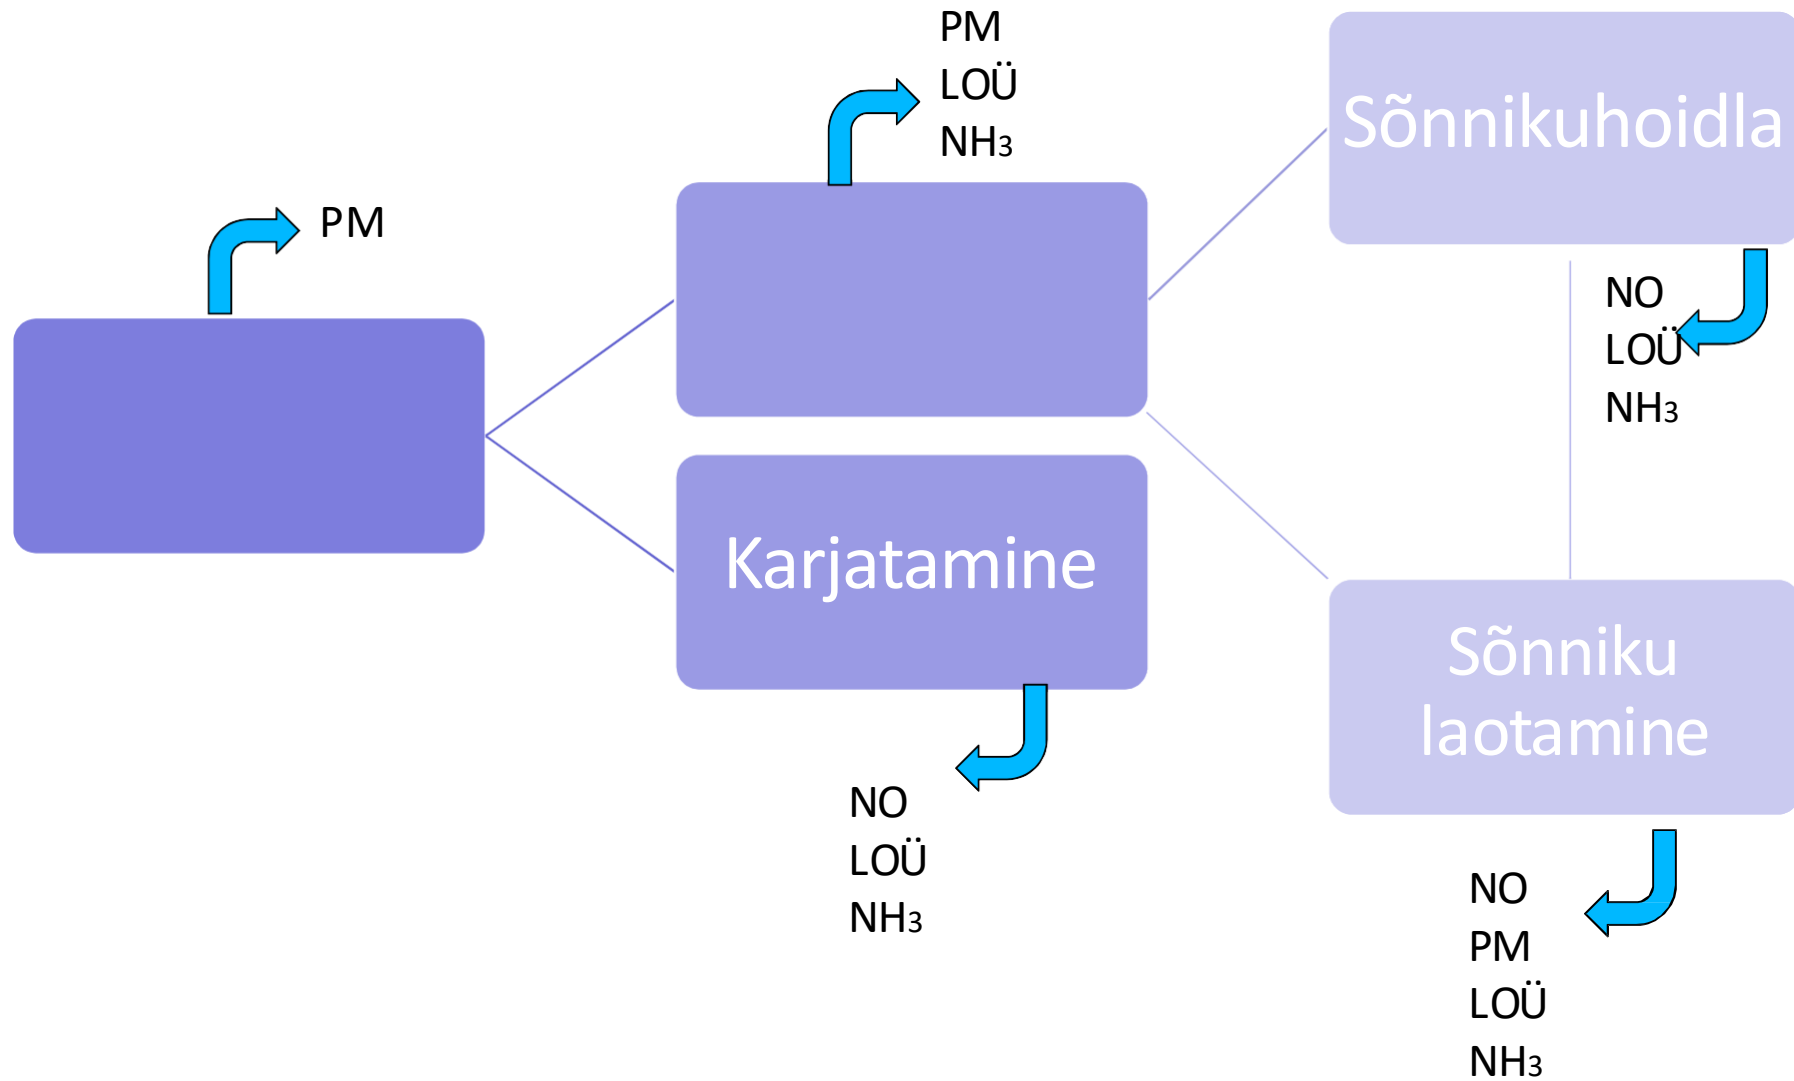 PM
PM
LOÜ
NH₃
Karjatamine
NO
LOÜ
NH₃
Sõnnikuhoidla
NO
LOÜ
NH₃
Sõnniku
laotamine
NO
PM
LOÜ
NH₃